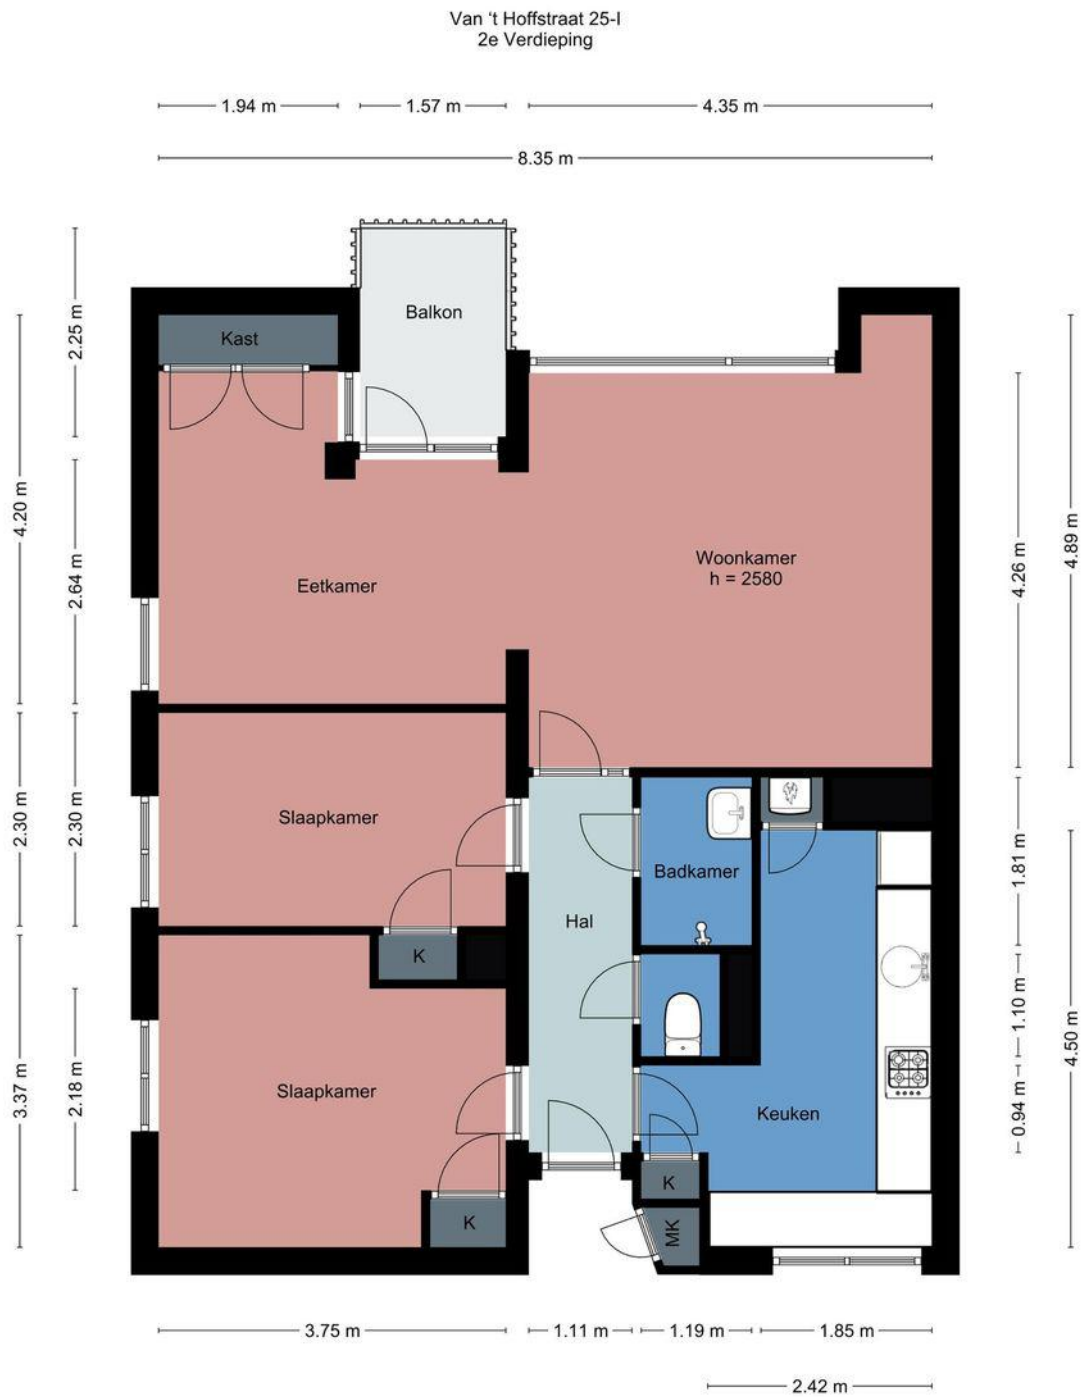 Van 't Hoffstraat 25-I
2e Verdieping
1.94 m
1.57 m
4.35 m
8.35 m
Balkon
Kast
2.25 m
4.20 m
2.64 m
Eetkamer
Woonkamer
h = 2580
4.26 m
4.89 m
2.30 m
2.30 m
Slaapkamer
Badkamer
1.81 m
Hal
K
3.37 m
2.18 m
Slaapkamer
Keuken
1.10 m
0.94 m
4.50 m
K
K
MK
3.75 m
1.11 m
1.19 m
1.85 m
2.42 m